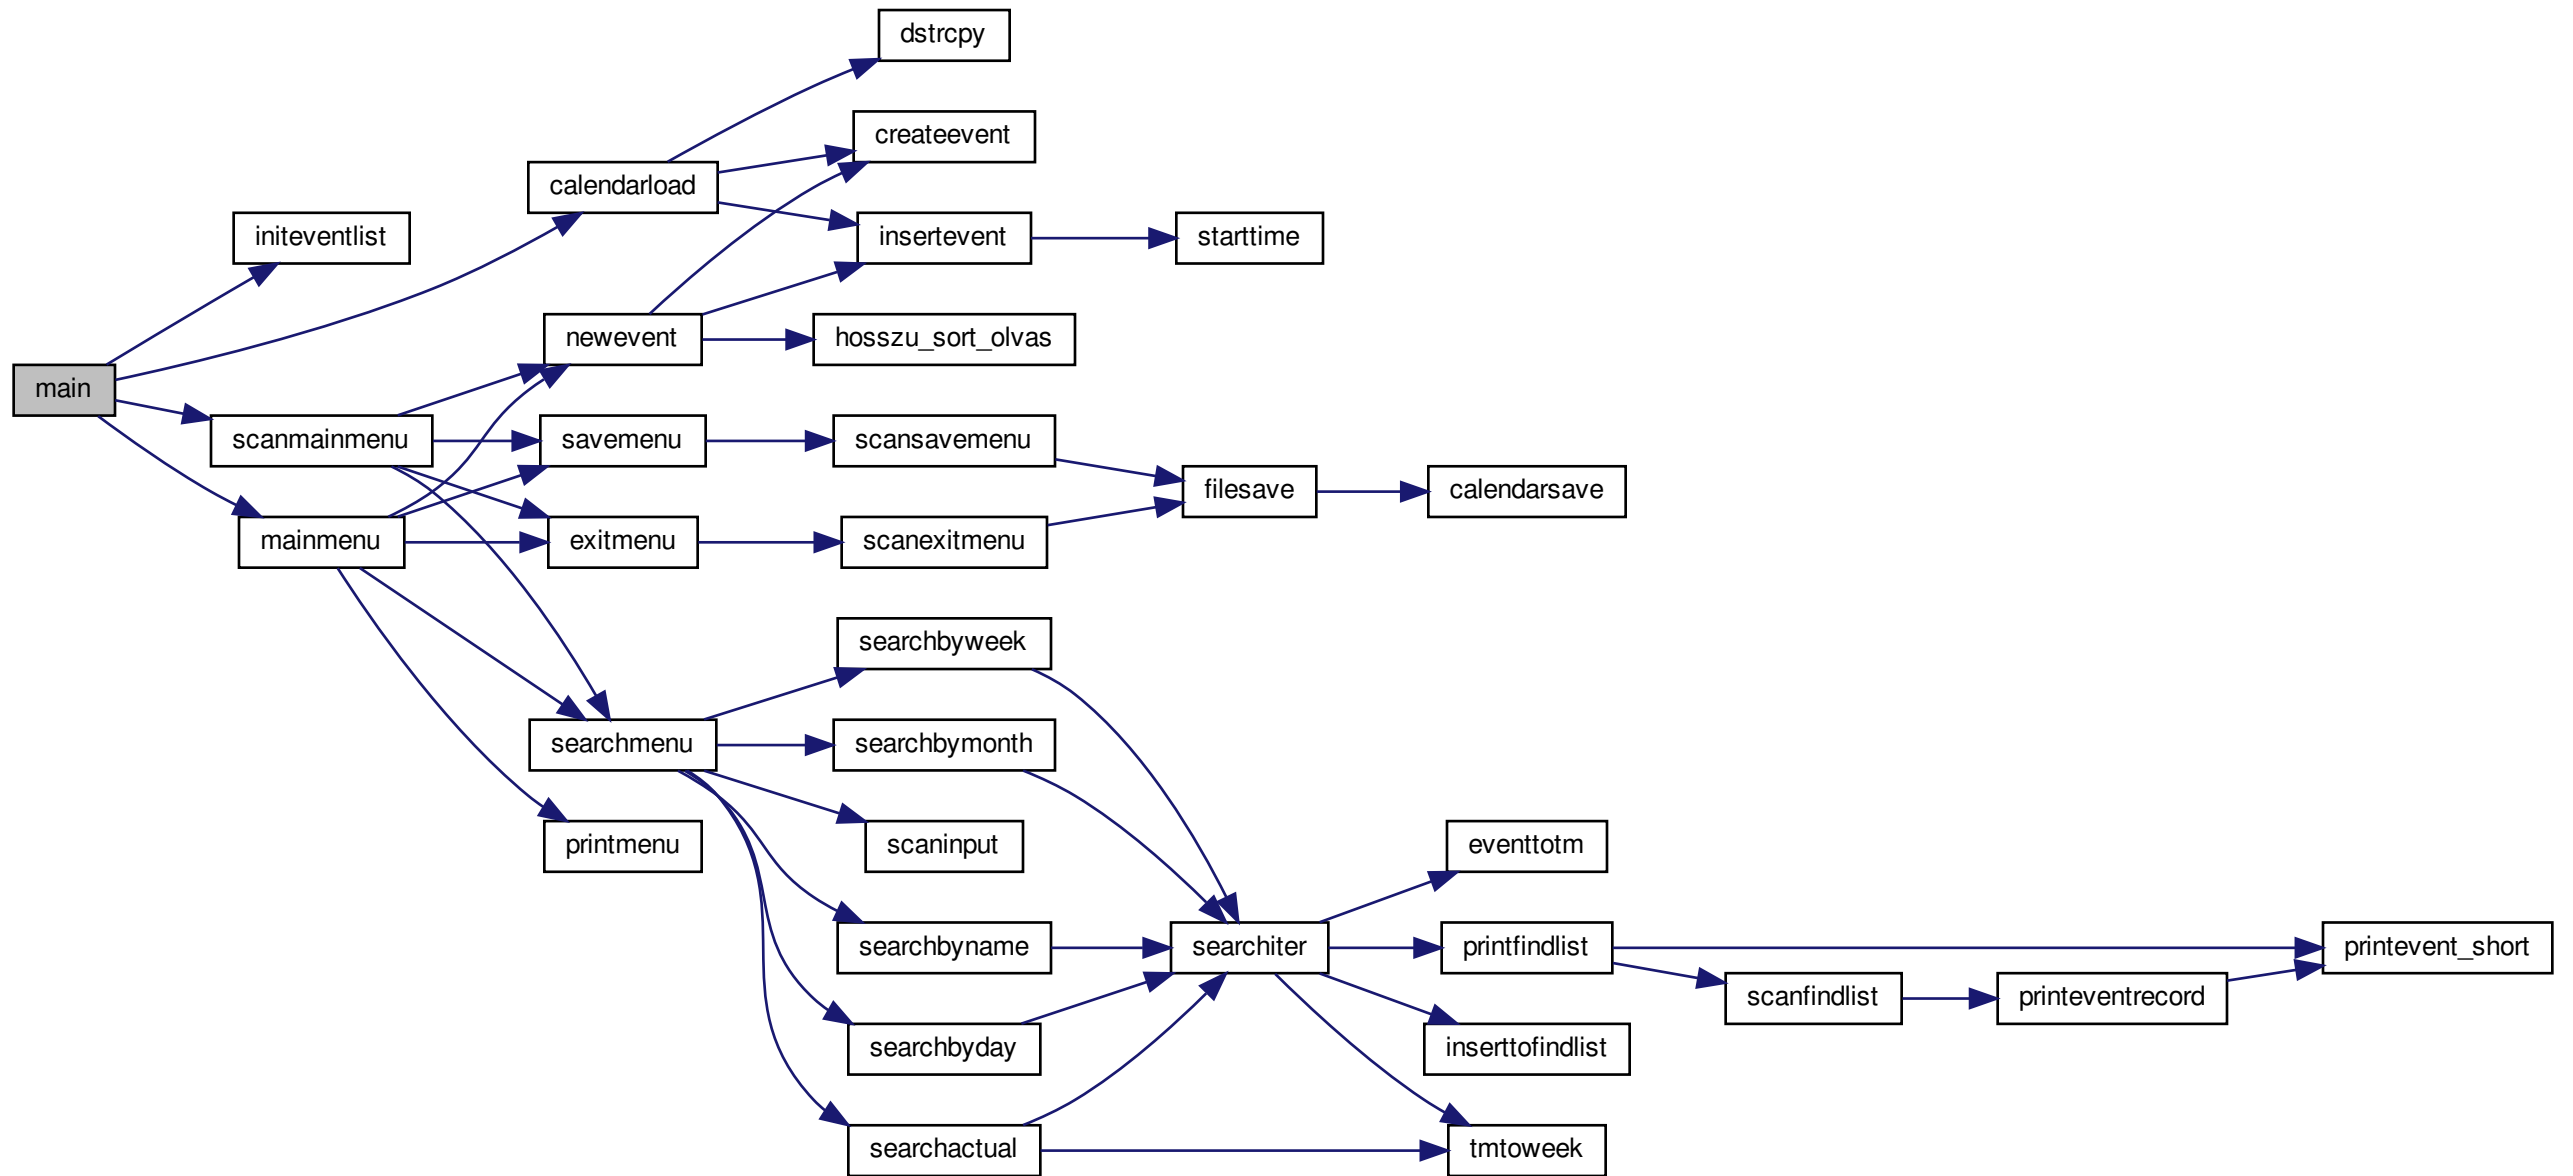 dstrcpy
createevent
calendarload
initeventlist
insertevent
starttime
newevent
hosszu_sort_olvas
main
scanmainmenu
savemenu
scansavemenu
filesave
calendarsave
mainmenu
exitmenu
scanexitmenu
searchbyweek
searchmenu
searchbymonth
printmenu
scaninput
eventtotm
searchbyname
searchiter
printfindlist
printevent_short
scanfindlist
printeventrecord
searchbyday
inserttofindlist
searchactual
tmtoweek